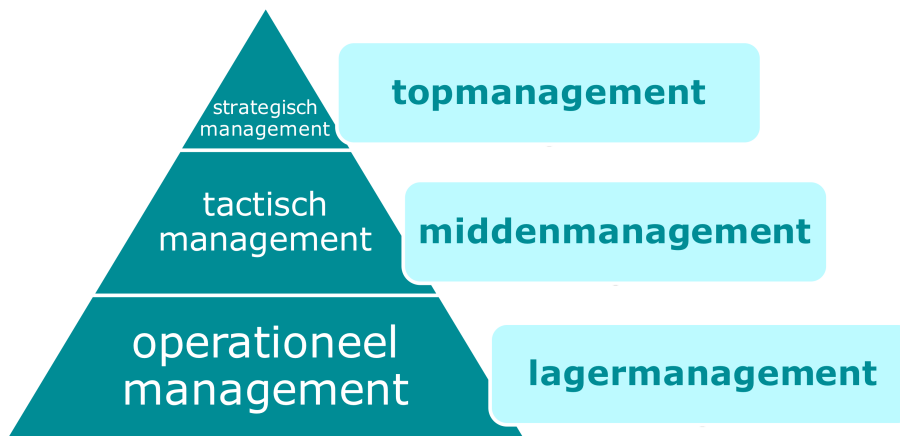 strategisch
management
topmanagement
tactisch
management
middenmanagement
operationeel
management
lagermanagement